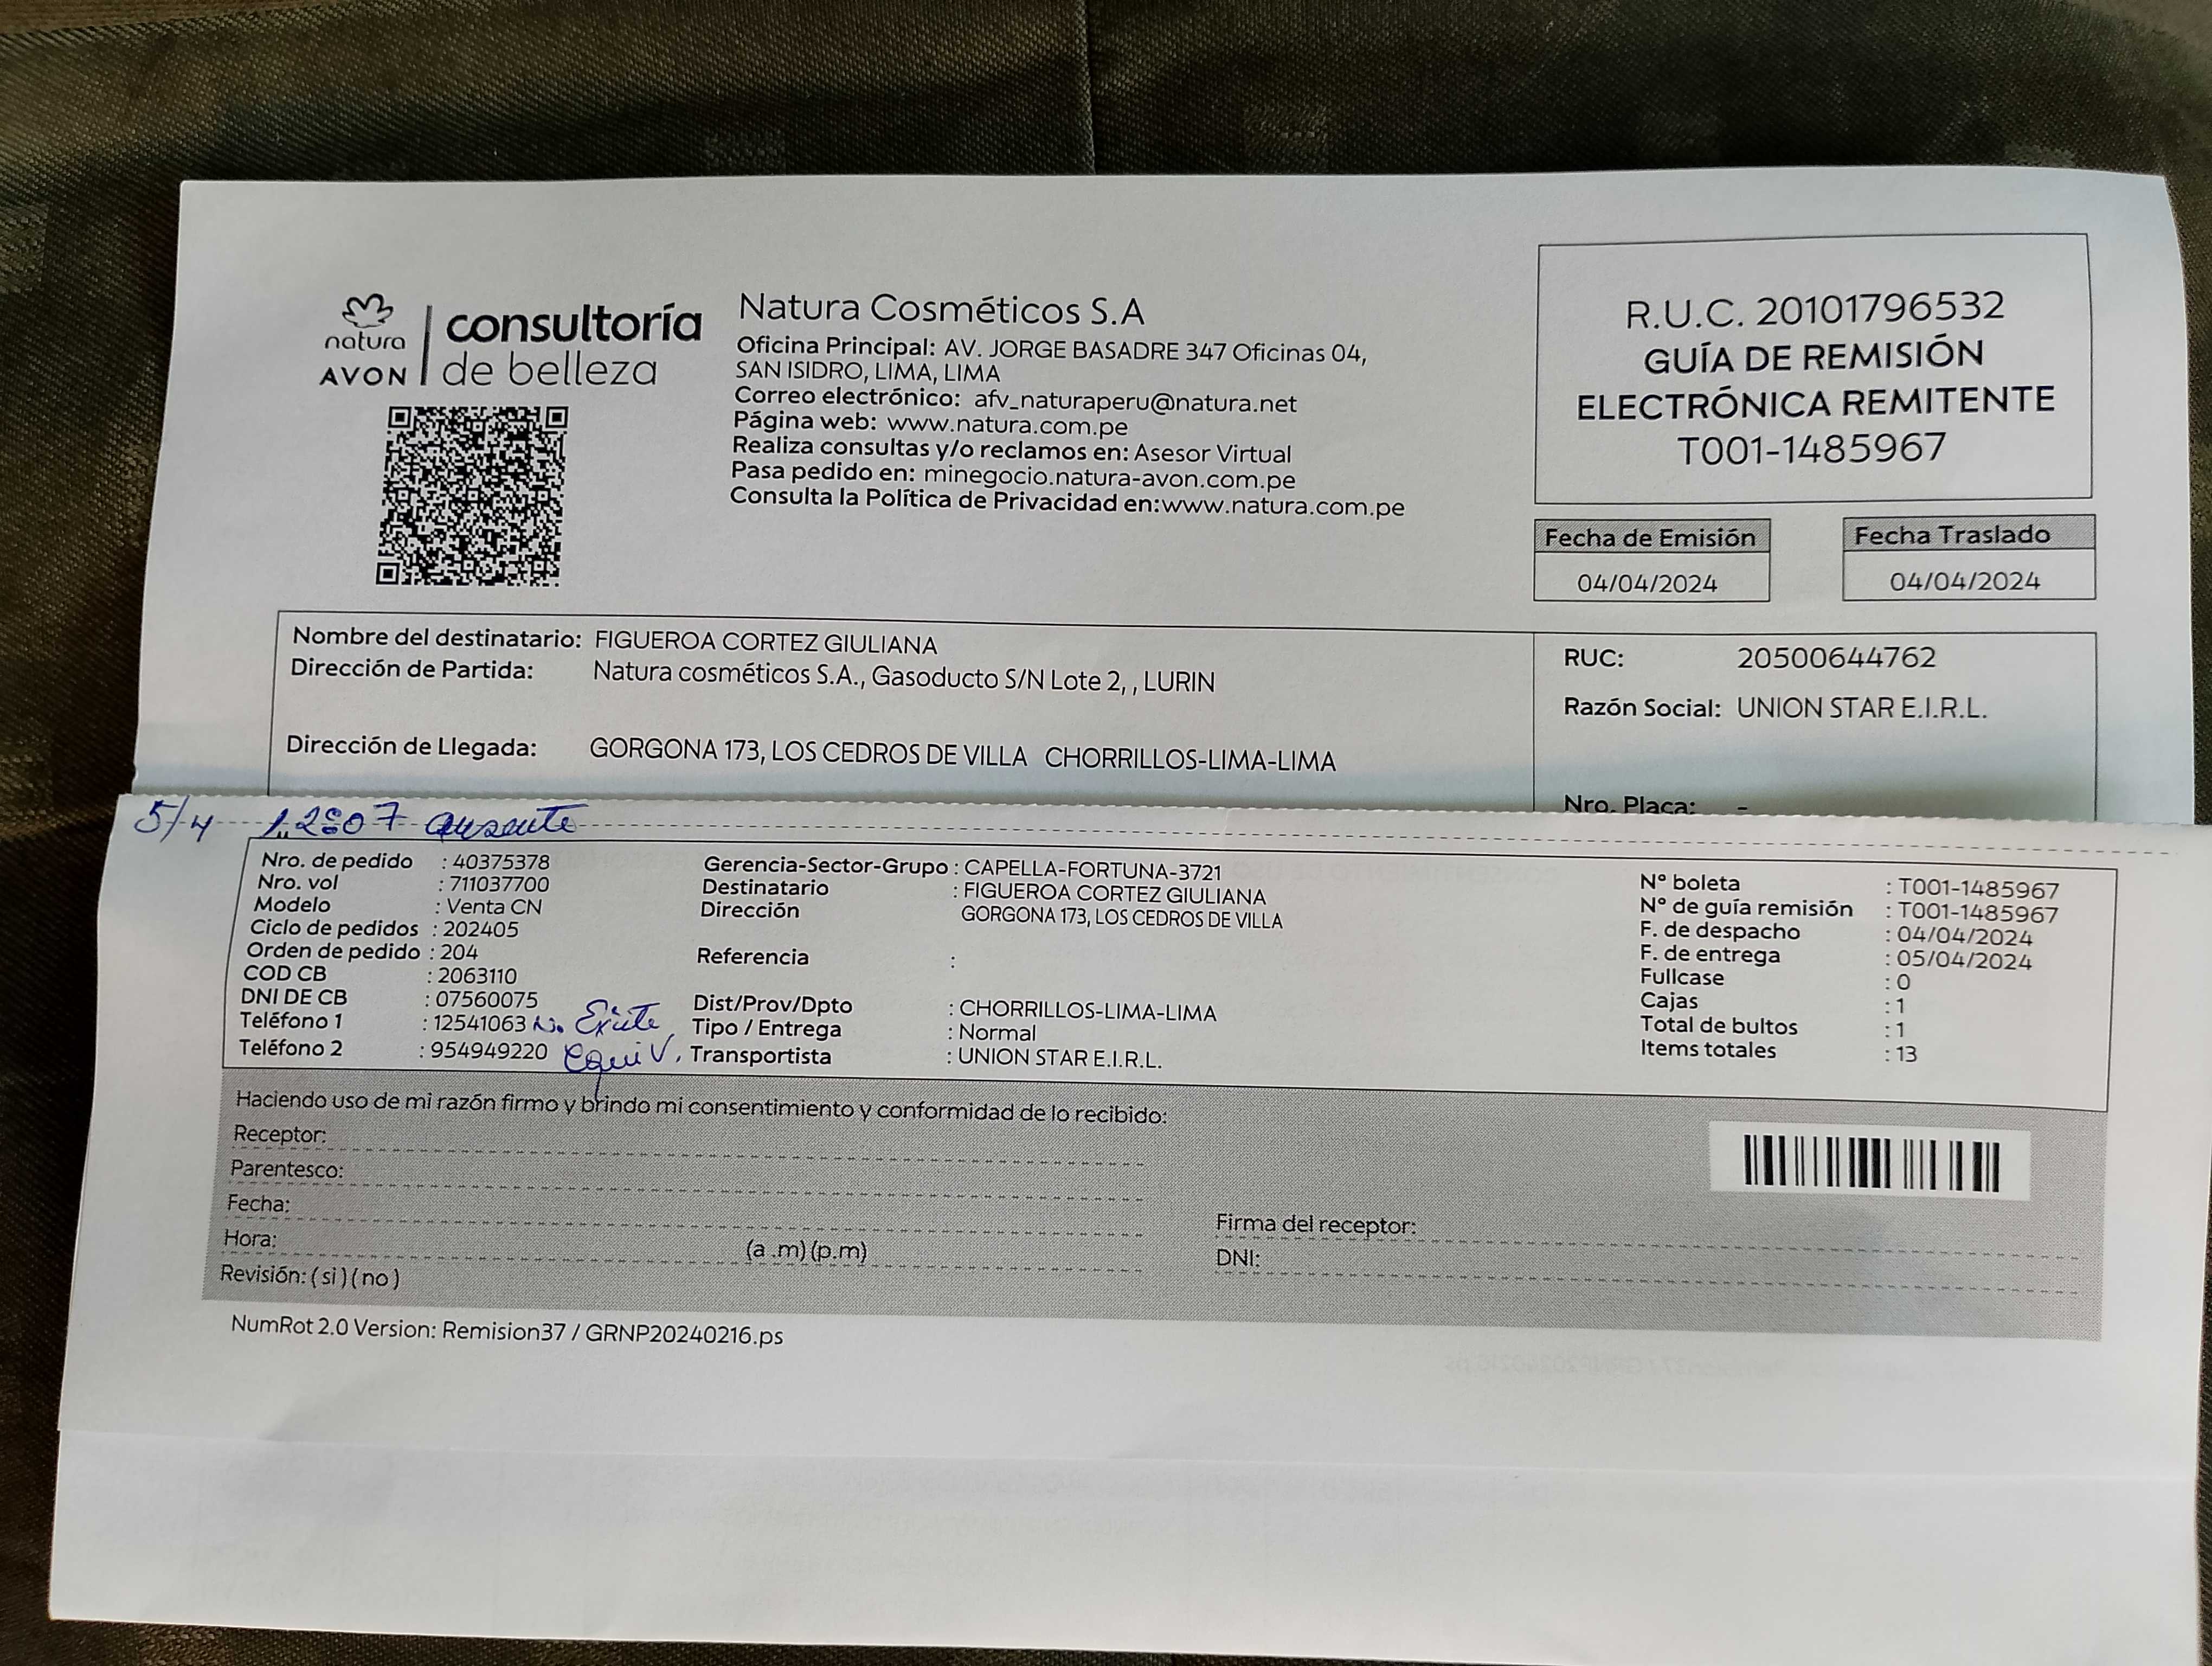 natura
AVON
consultoría
de belleza
Natura Cosméticos S.A
Oficina Principal: AV. JORGE BASADRE 347 Oficinas 04,
SAN ISIDRO, LIMA, LIMA
Correo electrónico: afv_naturaperu@natura.net
Página web: www.natura.com.pe
Realiza consultas y/o reclamos en: Asesor Virtual
Pasa pedido en: minegocio.natura-avon.com.pe
Consulta la Política de Privacidad en:www.natura.com.pe
R.U.C. 20101796532
GUÍA DE REMISIÓN
ELECTRÓNICA REMITENTE
T001-1485967
Fecha de Emisión
04/04/2024
Fecha Traslado
04/04/2024
Nombre del destinatario: FIGUEROA CORTEZ GIULIANA
Dirección de Partida: Natura cosméticos S.A., Gasoducto S/N Lote 2, , LURIN
Dirección de Llegada: GORGONA 173, LOS CEDROS DE VILLA CHORRILLOS-LIMA-LIMA
RUC: 20500644762
Razón Social: UNION STAR E.I.R.L.
Nro. Placa: -
5/4 ausente
Nro. de pedido : 40375378
Nro. vol : 711037700
Modelo : Venta CN
Ciclo de pedidos : 202405
Orden de pedido : 204
COD CB : 2063110
DNI DE CB : 07560075
Teléfono 1 : 12541063 No Existe
Teléfono 2 : 954949220 Equiv.
Gerencia-Sector-Grupo : CAPELLA-FORTUNA-3721
Destinatario : FIGUEROA CORTEZ GIULIANA
Dirección GORGONA 173, LOS CEDROS DE VILLA
Referencia :
Dist/Prov/Dpto : CHORRILLOS-LIMA-LIMA
Tipo / Entrega : Normal
Transportista : UNION STAR E.I.R.L.
N° boleta : T001-1485967
N° de guía remisión : T001-1485967
F. de despacho : 04/04/2024
F. de entrega : 05/04/2024
Fullcase : 0
Cajas : 1
Total de bultos : 1
Items totales : 13
Haciendo uso de mi razón firmo y brindo mi consentimiento y conformidad de lo recibido:
Receptor:
Parentesco:
Fecha:
Hora: (a .m) (p.m)
Revisión: ( si ) ( no )
Firma del receptor:
DNI:
NumRot 2.0 Version: Remision37 / GRNP20240216.ps